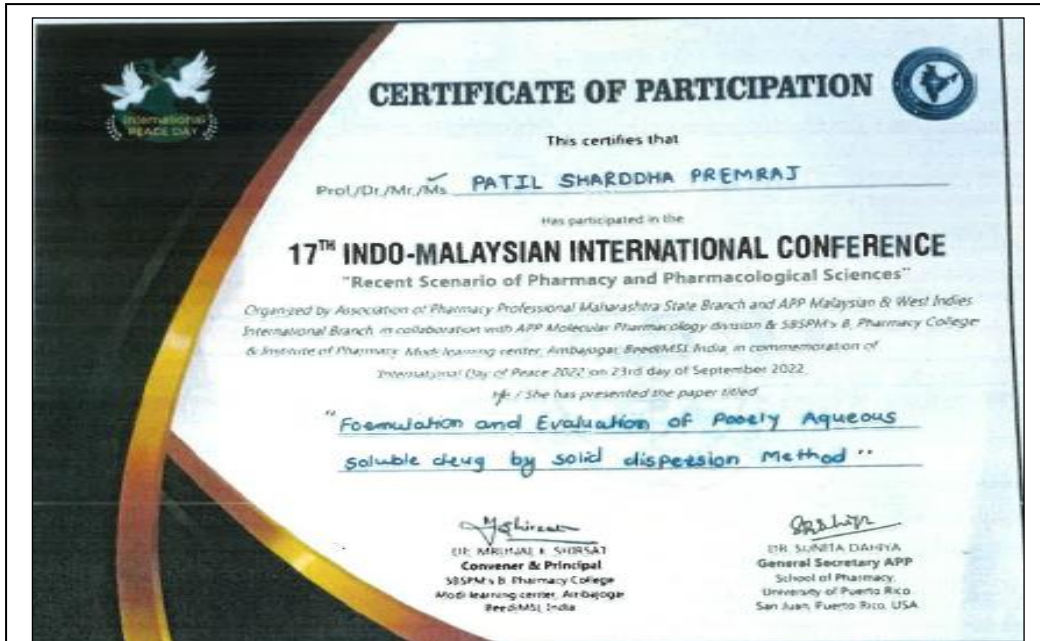 International
PEACE DAY
CERTIFICATE OF PARTICIPATION
This certifies that
Prof./Dr./Mr./Ms. PATIL SHARDDHA PREMRAJ
Has participated in the
17TH INDO-MALAYSIAN INTERNATIONAL CONFERENCE
"Recent Scenario of Pharmacy and Pharmacological Sciences"
Organized by Association of Pharmacy Professional Maharashtra State Branch and APP Malaysian & West Indies
International Branch in collaboration with APP Molecular Pharmacology division & SBSPM's B. Pharmacy College
& Institute of Pharmacy Modi learning center, Ambajogai, Beed(MS), India, in commemoration of
International Day of Peace 2022 on 23rd day of September 2022.
He / She has presented the paper titled
"Formulation and Evaluation of Poorly Aqueous
soluble drug by solid dispersion Method"
DR. MRUNAL K. SHIRSAT
Convener & Principal
SBSPM's B. Pharmacy College
Modi learning center, Ambajogai
Beed(MS), India
DR. SUNITA DAHIYA
General Secretary APP
School of Pharmacy,
University of Puerto Rico
San Juan, Puerto Rico, USA